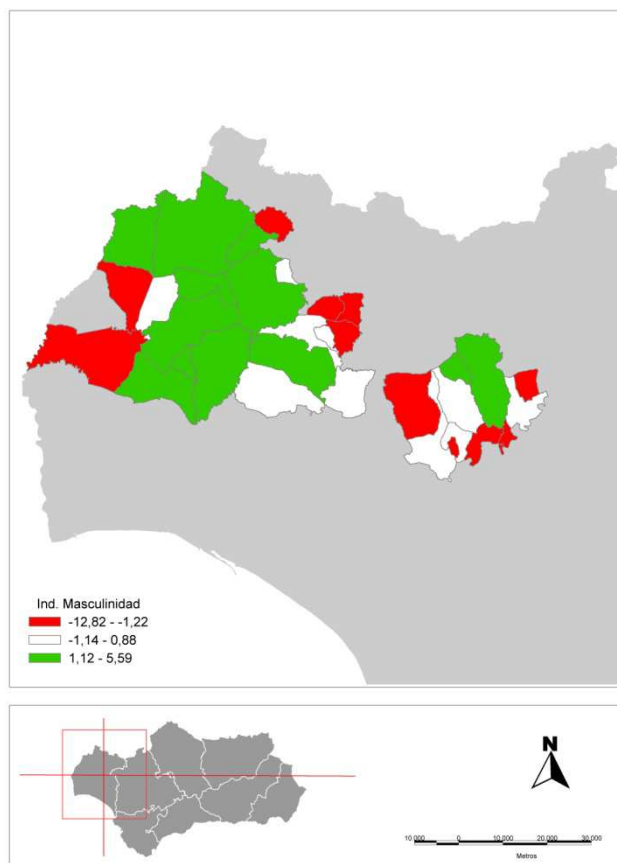 Ind. Masculinidad
-12,82 - -1,22
-1,14 - 0,88
1,12 - 5,59
N
10.000 0 10.000 20.000 30.000
Metros